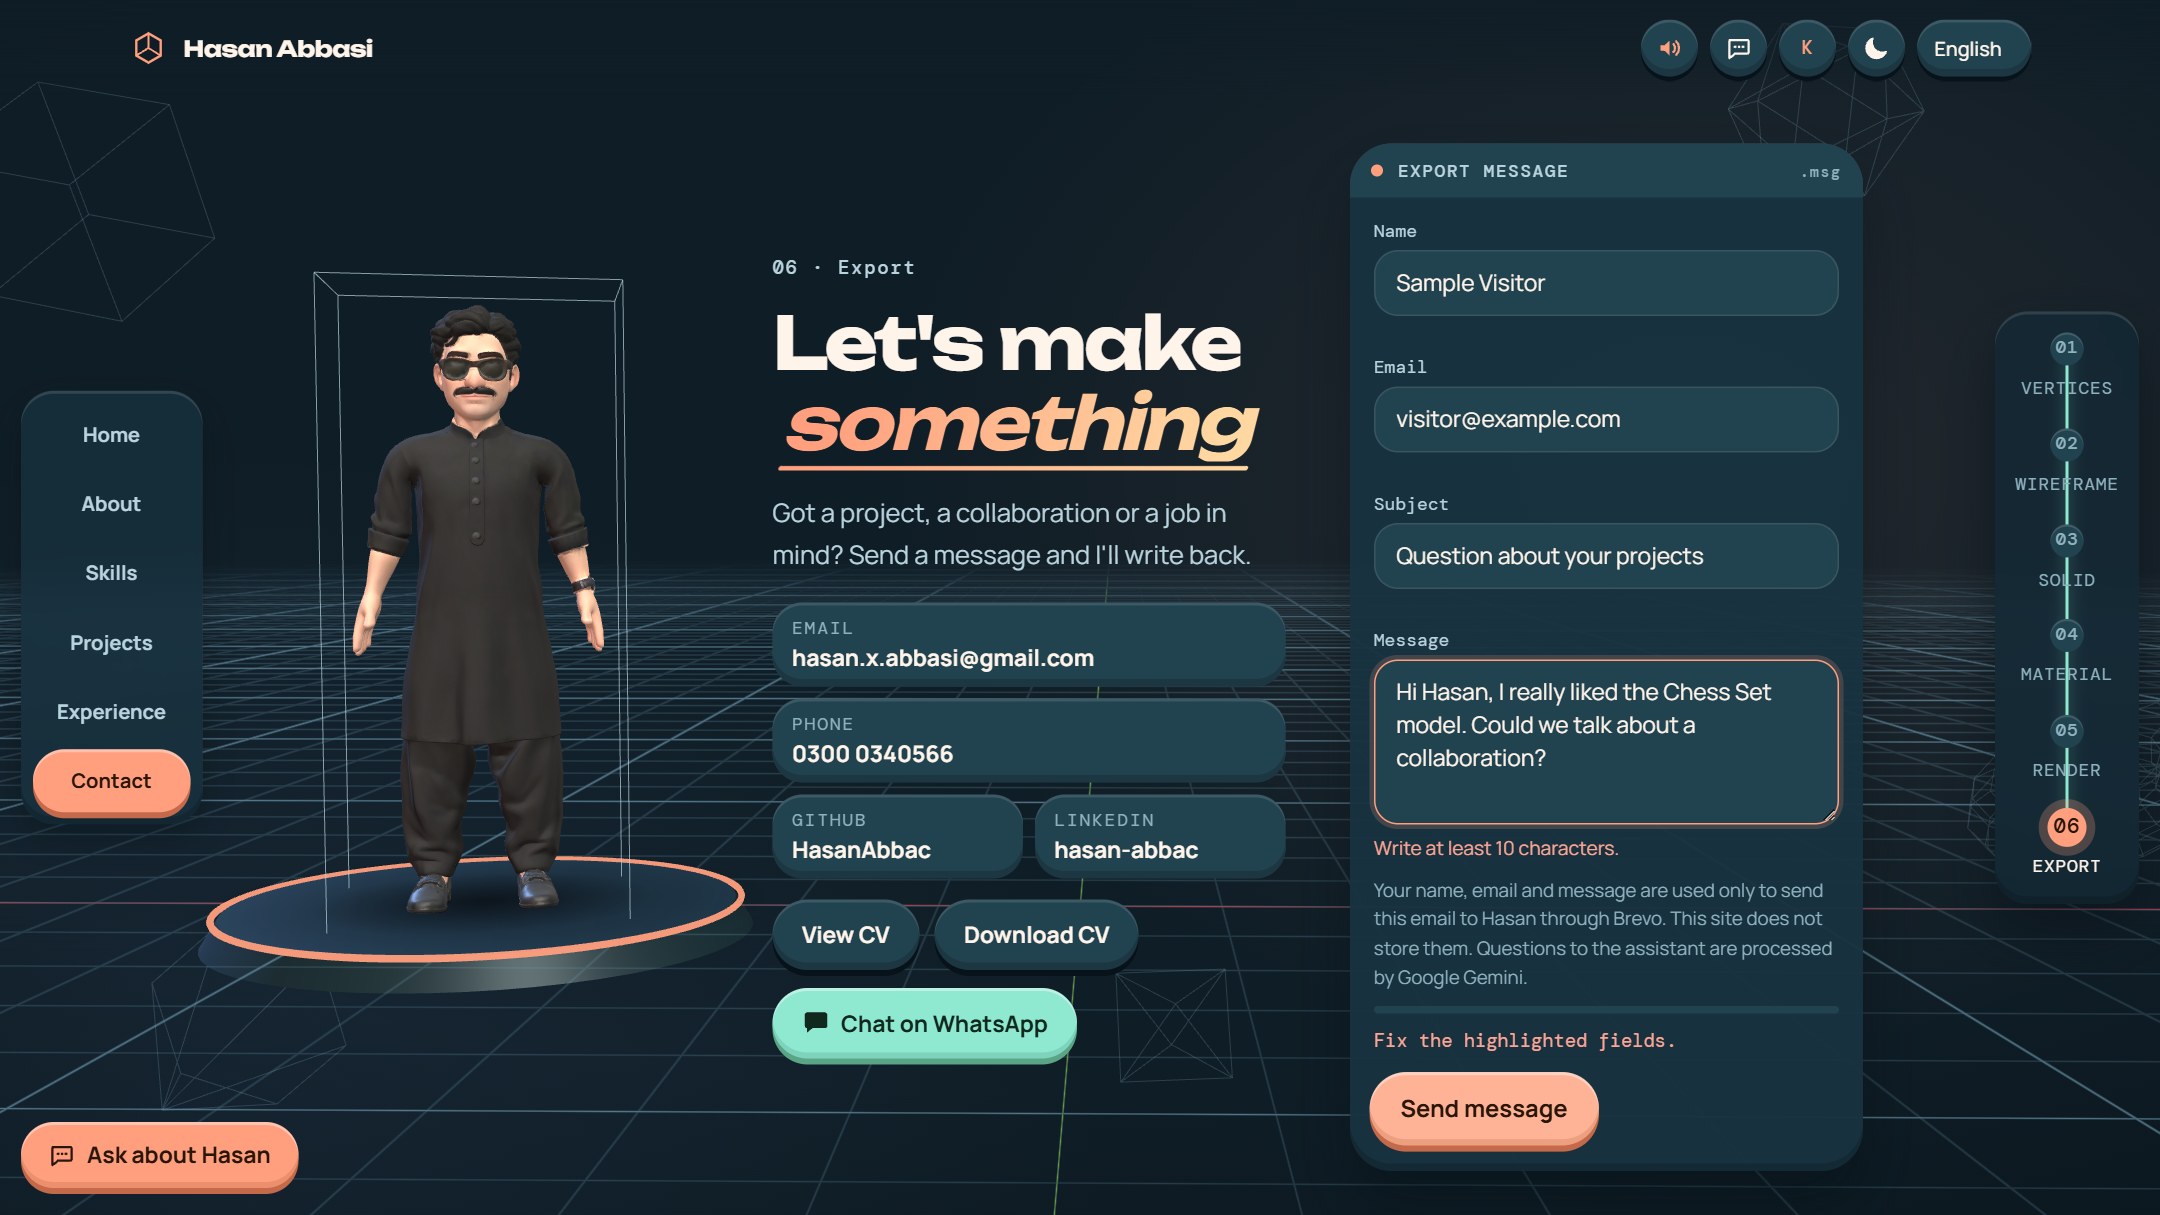 Hasan Abbasi
K
English
Home
About
Skills
Projects
Experience
Contact
06 · Export
Let's make
something
Got a project, a collaboration or a job in
mind? Send a message and I'll write back.
EMAIL
hasan.x.abbasi@gmail.com
PHONE
0300 0340566
GITHUB
HasanAbbac
LINKEDIN
hasan-abbac
View CV
Download CV
Chat on WhatsApp
EXPORT MESSAGE
.msg
Name
Sample Visitor
Email
visitor@example.com
Subject
Question about your projects
Message
Hi Hasan, I really liked the Chess Set
model. Could we talk about a
collaboration?
Write at least 10 characters.
Your name, email and message are used only to send
this email to Hasan through Brevo. This site does not
store them. Questions to the assistant are processed
by Google Gemini.
Fix the highlighted fields.
Send message
01
VERTICES
02
WIREFRAME
03
SOLID
04
MATERIAL
05
RENDER
06
EXPORT
Ask about Hasan